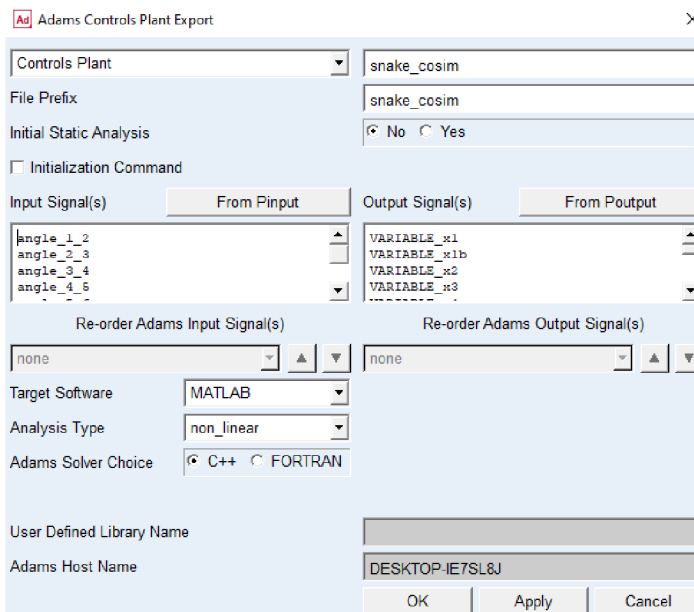 Ad Adams Controls Plant Export
Controls Plant snake_cosim
File Prefix snake_cosim
Initial Static Analysis No Yes
Initialization Command
Input Signal(s) From Pinput Output Signal(s) From Poutput
angle_1_2 VARIABLE_x1
angle_2_3 VARIABLE_x1b
angle_3_4 VARIABLE_x2
angle_4_5 VARIABLE_x3
Re-order Adams Input Signal(s) Re-order Adams Output Signal(s)
none none
Target Software MATLAB
Analysis Type non_linear
Adams Solver Choice C++ FORTRAN
User Defined Library Name
Adams Host Name DESKTOP-IE7SL8J
OK Apply Cancel